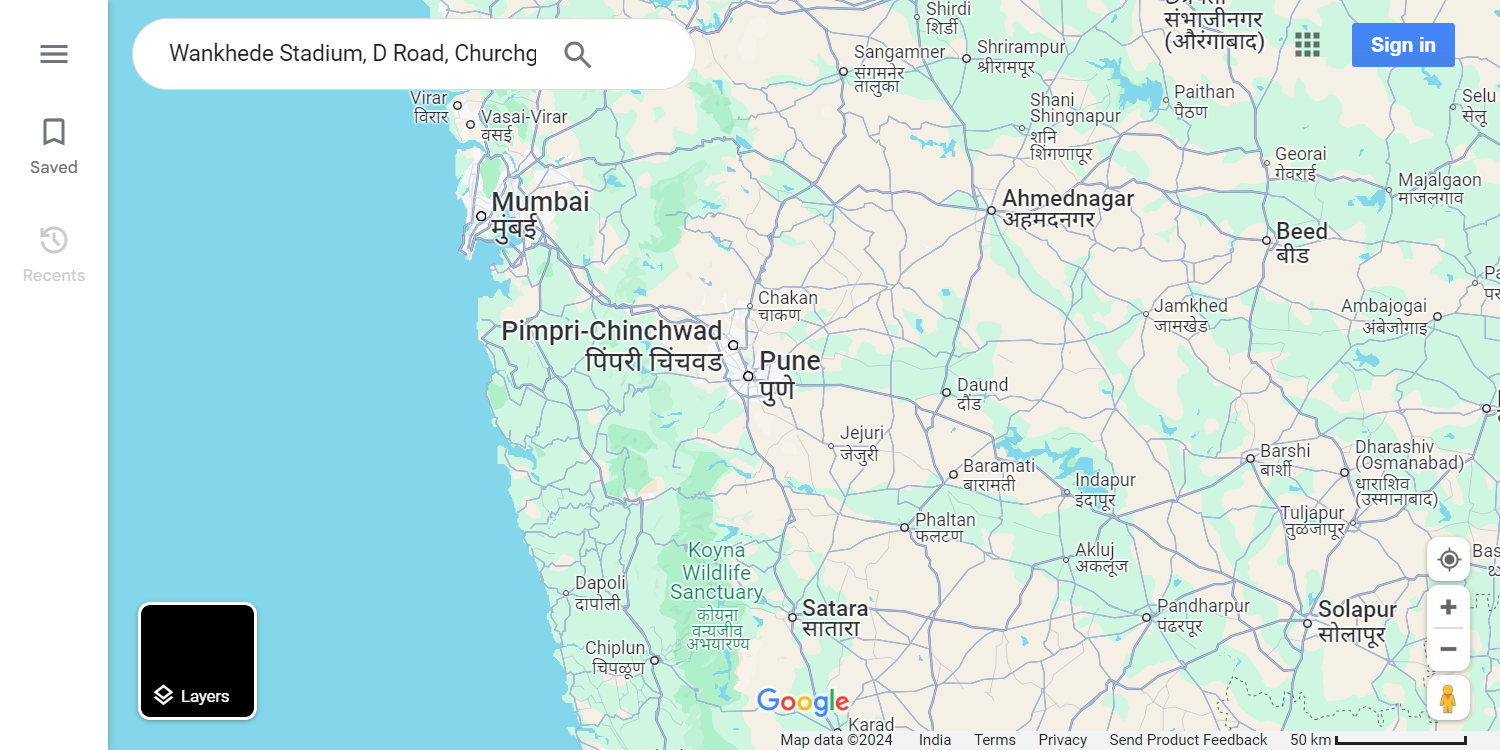 Wankhede Stadium, D Road, Churchg
Sign in
Saved
Recents
Shirdi
शिर्डी
संभाजीनगर
(औरंगाबाद)
Sangamner
संगमनेर
तालुका
Shrirampur
श्रीरामपूर
Paithan
पैठण
Selu
सेलू
Virar
विरार
Vasai-Virar
वसई
Shani
Shingnapur
शनि
शिंगणापूर
Georai
गेवराई
Majalgaon
माजलगाव
Mumbai
मुंबई
Ahmednagar
अहमदनगर
Beed
बीड
Chakan
चाकण
Jamkhed
जामखेड
Ambajogai
अंबेजोगाइ
Pimpri-Chinchwad
पिंपरी चिंचवड
Pune
पुणे
Daund
दौंड
Jejuri
जेजुरी
Baramati
बारामती
Indapur
इंदापूर
Barshi
बार्शी
Dharashiv
(Osmanabad)
धाराशिव
(उस्मानाबाद)
Phaltan
फलटण
Tuljapur
तुळजापूर
Akluj
अकलूज
Koyna
Wildlife
Sanctuary
कोयना
वन्यजीव
अभयारण्य
Dapoli
दापोली
Satara
सातारा
Pandharpur
पंढरपूर
Solapur
सोलापूर
Chiplun
चिपळूण
Karad
Layers
Google
Map data ©2024 India Terms Privacy Send Product Feedback 50 km